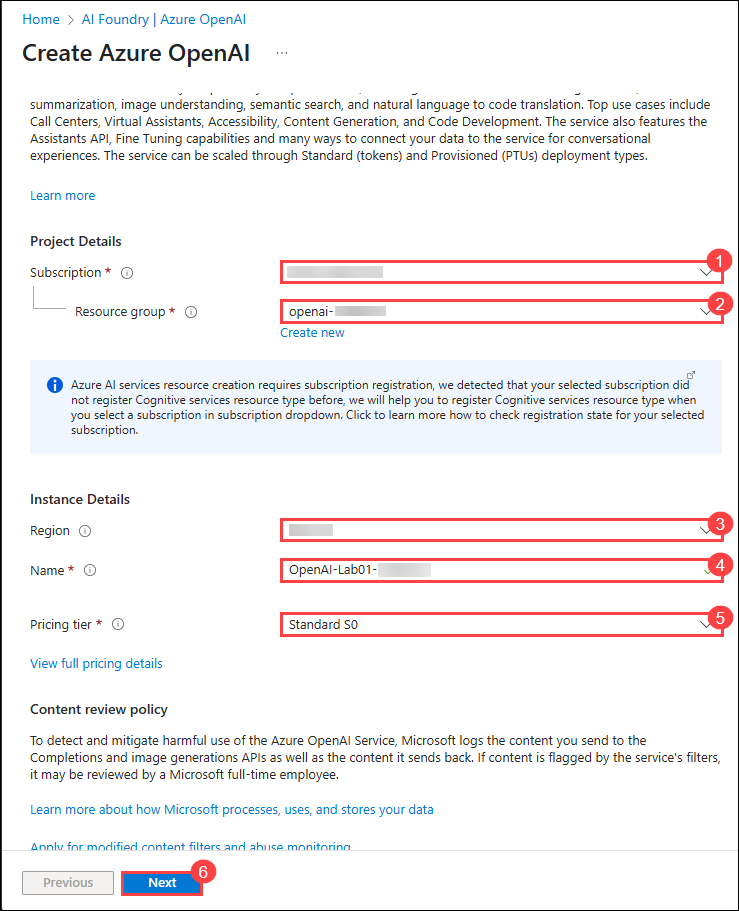 Home > AI Foundry | Azure OpenAI
Create Azure OpenAI ...
summarization, image understanding, semantic search, and natural language to code translation. Top use cases include
Call Centers, Virtual Assistants, Accessibility, Content Generation, and Code Development. The service also features the
Assistants API, Fine Tuning capabilities and many ways to connect your data to the service for conversational
experiences. The service can be scaled through Standard (tokens) and Provisioned (PTUs) deployment types.
Learn more
Project Details
Subscription *
1
Resource group *
openai-
2
Create new
Azure AI services resource creation requires subscription registration, we detected that your selected subscription did
not register Cognitive services resource type before, we will help you to register Cognitive services resource type when
you select a subscription in subscription dropdown. Click to learn more how to check registration state for your selected
subscription.
Instance Details
Region
3
Name *
OpenAI-Lab01-
4
Pricing tier *
Standard S0
5
View full pricing details
Content review policy
To detect and mitigate harmful use of the Azure OpenAI Service, Microsoft logs the content you send to the
Completions and image generations APIs as well as the content it sends back. If content is flagged by the service's filters,
it may be reviewed by a Microsoft full-time employee.
Learn more about how Microsoft processes, uses, and stores your data
Apply for modified content filters and abuse monitoring
Previous
Next
6